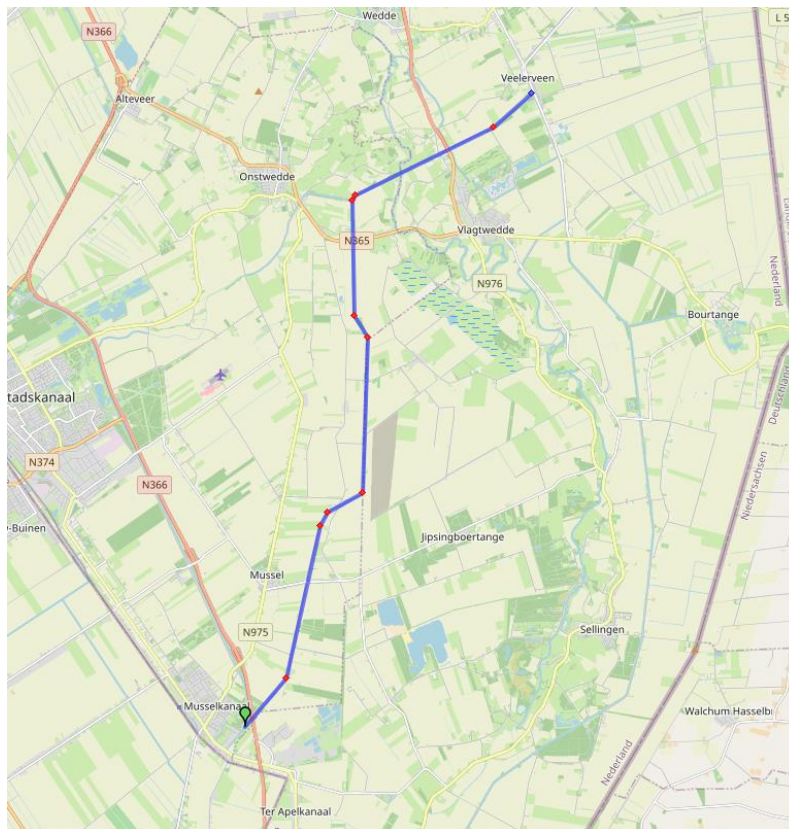 Wedde
N366
L 5
Veelerveen
Alteveer
Onstwedde
N365
Vlagtwedde
Nederland
N976
Bourtange
tadskanaal
Deutschland
N374
N366
Niedersachsen
-Buinen
Jipsingboertange
Mussel
N975
Sellingen
Musselkanaal
Walchum Hasselb
Nederland
Ter Apelkanaal